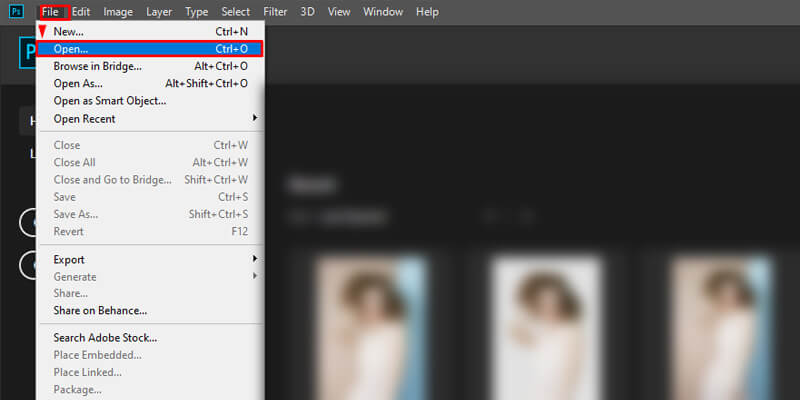 Ps File Edit Image Layer Type Select Filter 3D View Window Help
New... Ctrl+N
Open... Ctrl+O
Browse in Bridge... Alt+Ctrl+O
Open As... Alt+Shift+Ctrl+O
Open as Smart Object...
Open Recent
Close Ctrl+W
Close All Alt+Ctrl+W
Close and Go to Bridge... Shift+Ctrl+W
Save Ctrl+S
Save As... Shift+Ctrl+S
Revert F12
Export
Generate
Share...
Share on Behance...
Search Adobe Stock...
Place Embedded...
Place Linked...
Package...